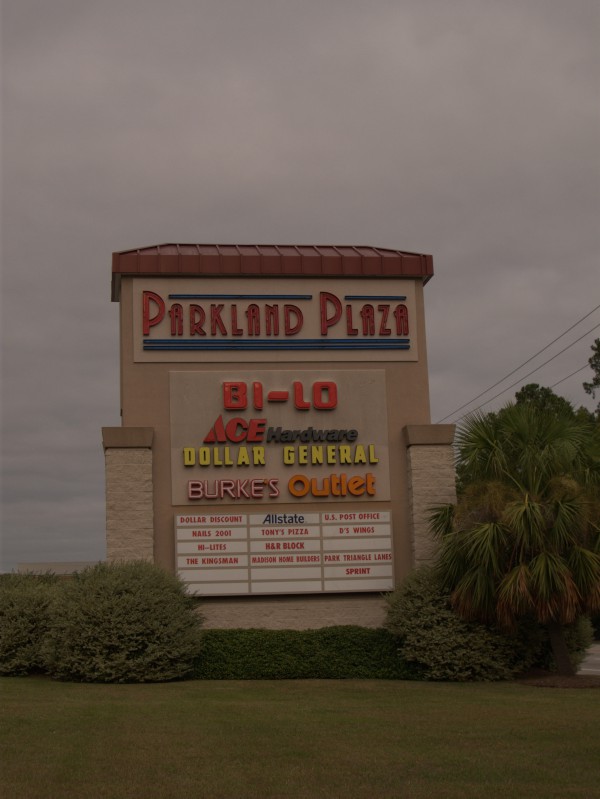 PARKLAND PLAZA
BI-LO
ACE Hardware
DOLLAR GENERAL
BURKE'S Outlet
DOLLAR DISCOUNT Allstate U.S. POST OFFICE
NAILS 2001 TONY'S PIZZA D'S WINGS
HI-LITES H&R BLOCK
THE KINGSMAN MADISON HOME BUILDERS PARK TRIANGLE LANES
SPRINT